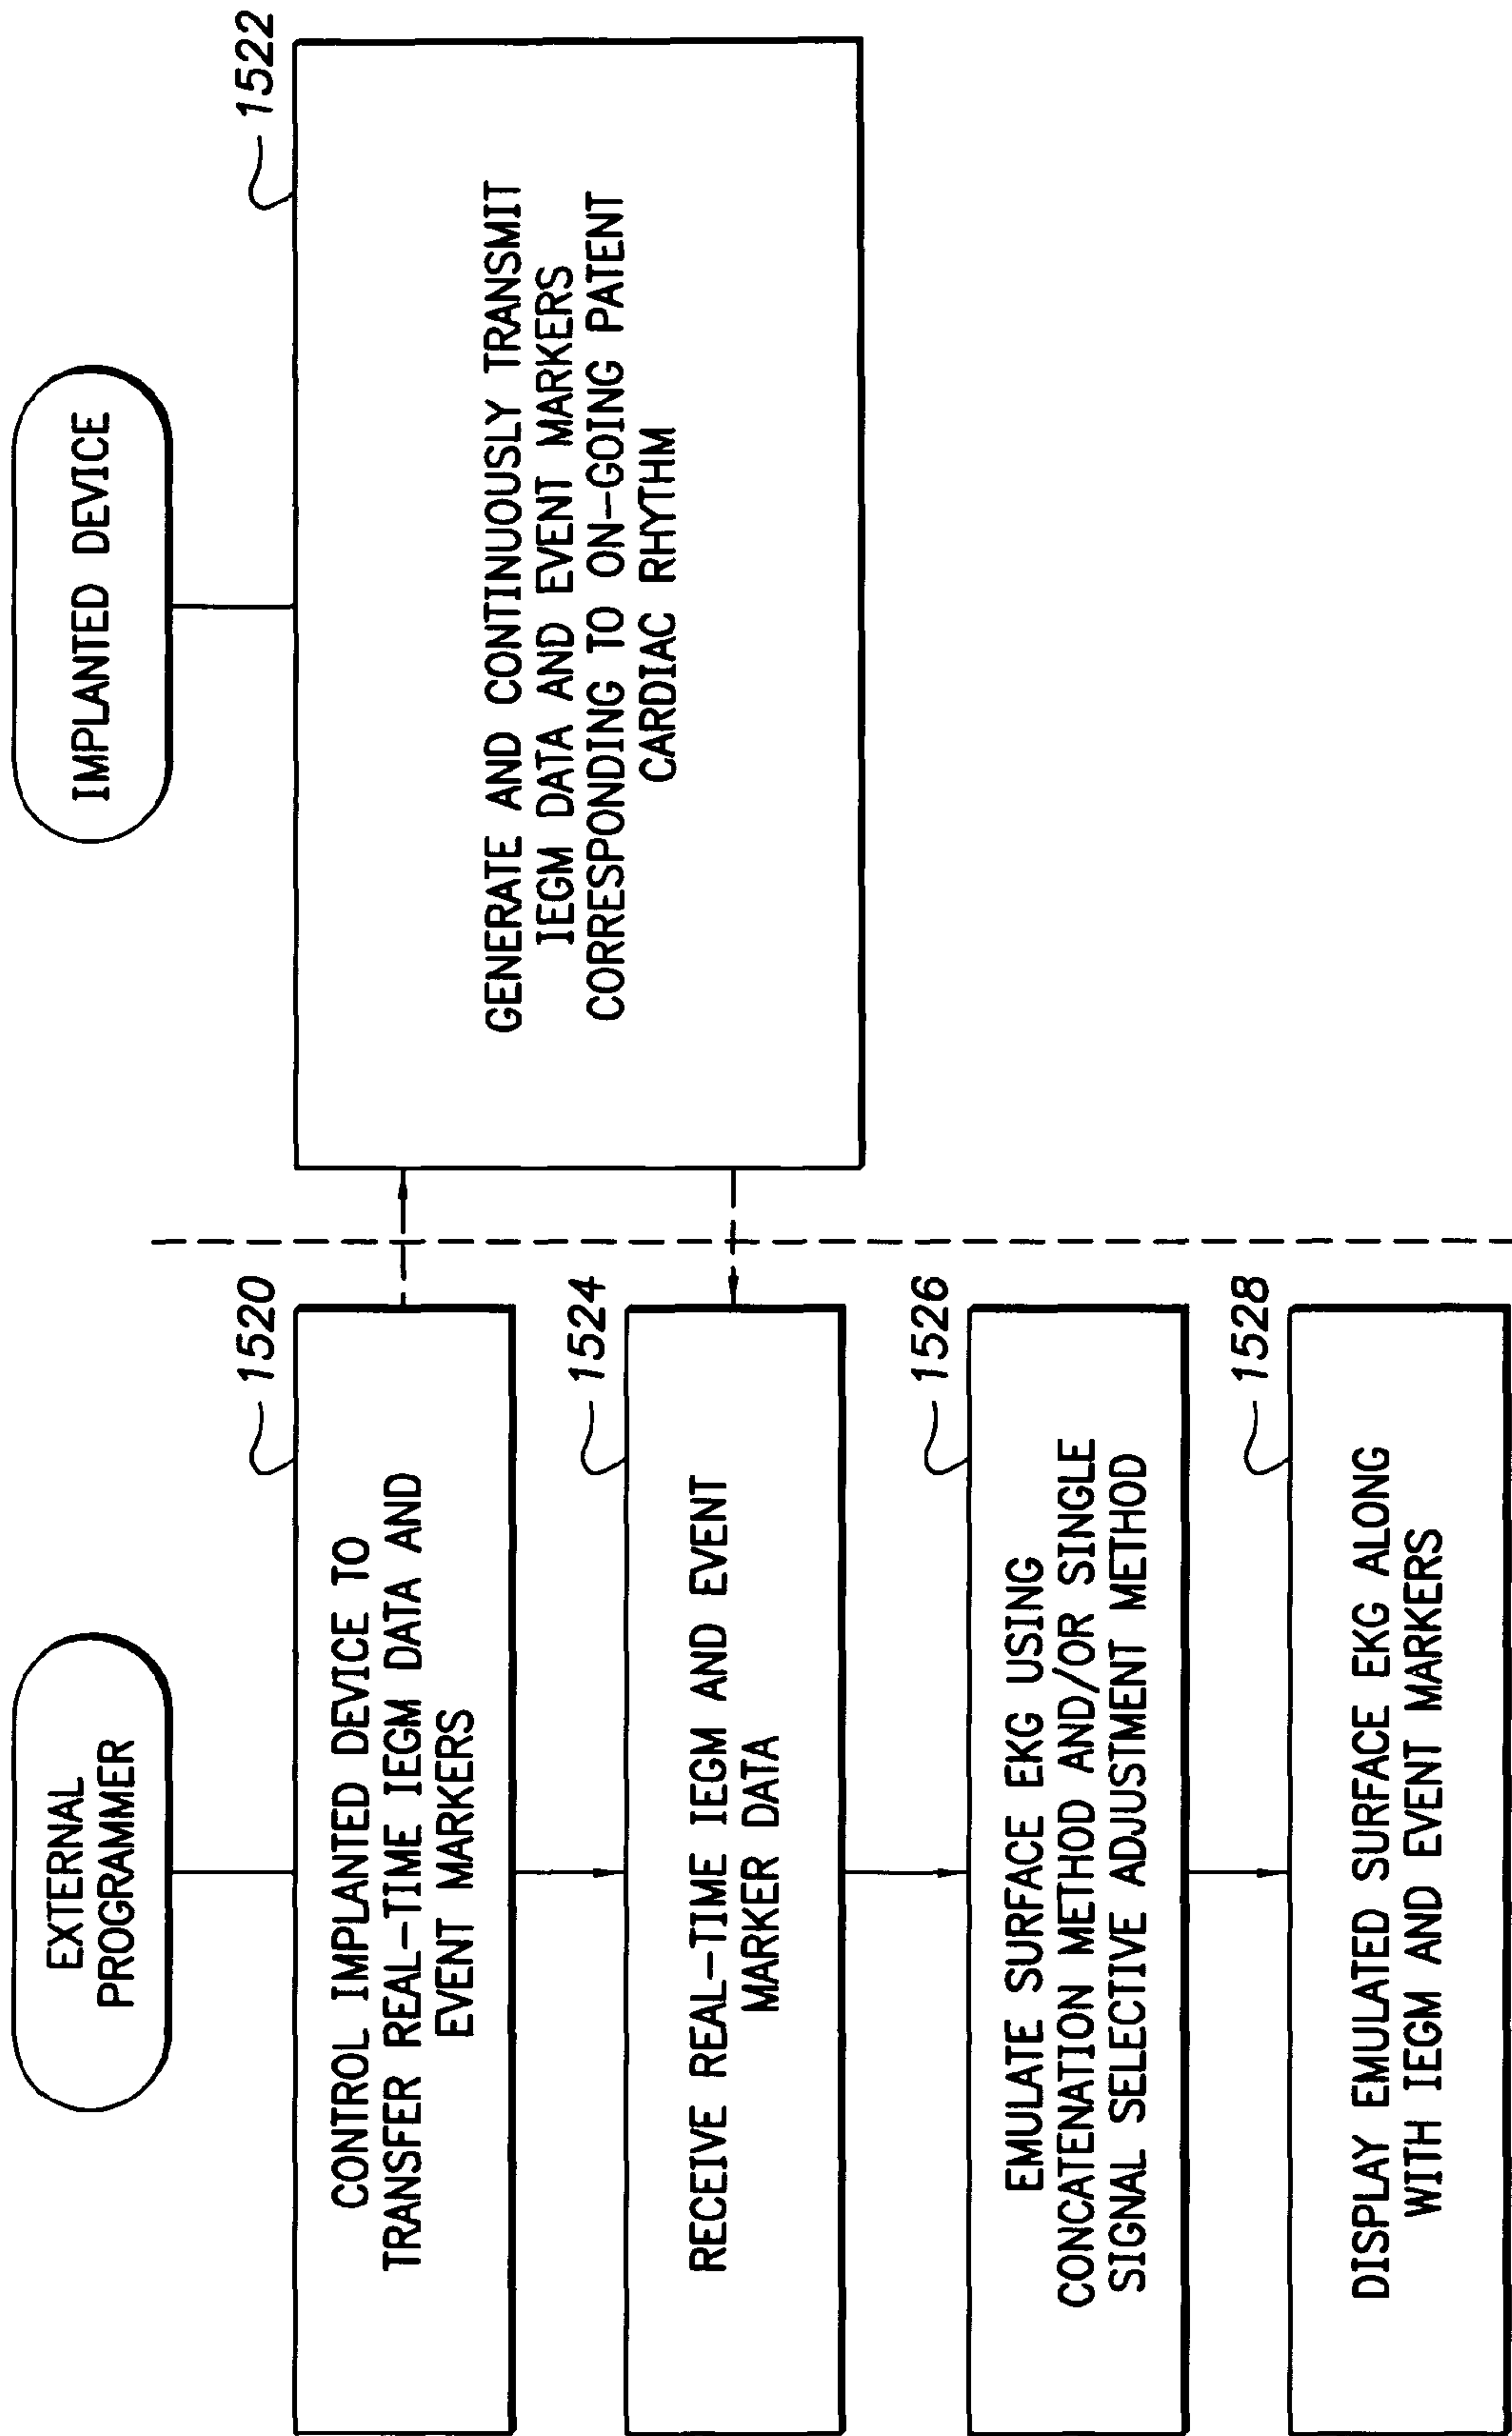 EXTERNAL
PROGRAMMER
1520
CONTROL IMPLANTED DEVICE TO
TRANSFER REAL-TIME IEGM DATA AND
EVENT MARKERS
1524
RECEIVE REAL-TIME IEGM AND EVENT
MARKER DATA
1526
EMULATE SURFACE EKG USING
CONCATENATION METHOD AND/OR SINGLE
SIGNAL SELECTIVE ADJUSTMENT METHOD
1528
DISPLAY EMULATED SURFACE EKG ALONG
WITH IEGM AND EVENT MARKERS
IMPLANTED DEVICE
1522
GENERATE AND CONTINUOUSLY TRANSMIT
IEGM DATA AND EVENT MARKERS
CORRESPONDING TO ON-GOING PATENT
CARDIAC RHYTHM